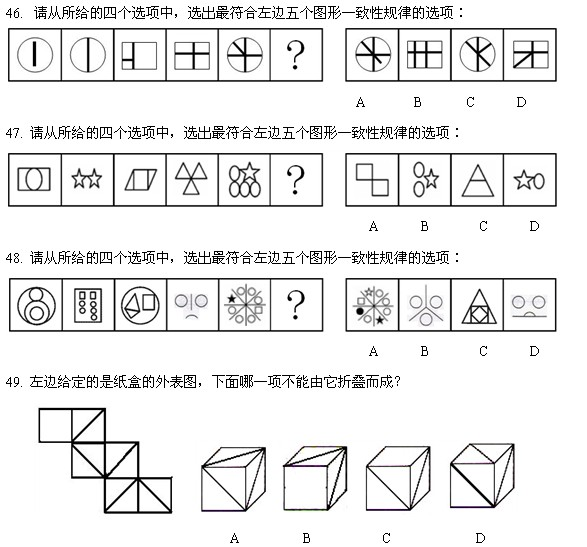 46. 请从所给的四个选项中，选出最符合左边五个图形一致性规律的选项：
?
A B C D
47. 请从所给的四个选项中，选出最符合左边五个图形一致性规律的选项：
?
A B C D
48. 请从所给的四个选项中，选出最符合左边五个图形一致性规律的选项：
?
A B C D
49. 左边给定的是纸盒的外表图，下面哪一项不能由它折叠而成?
A B C D